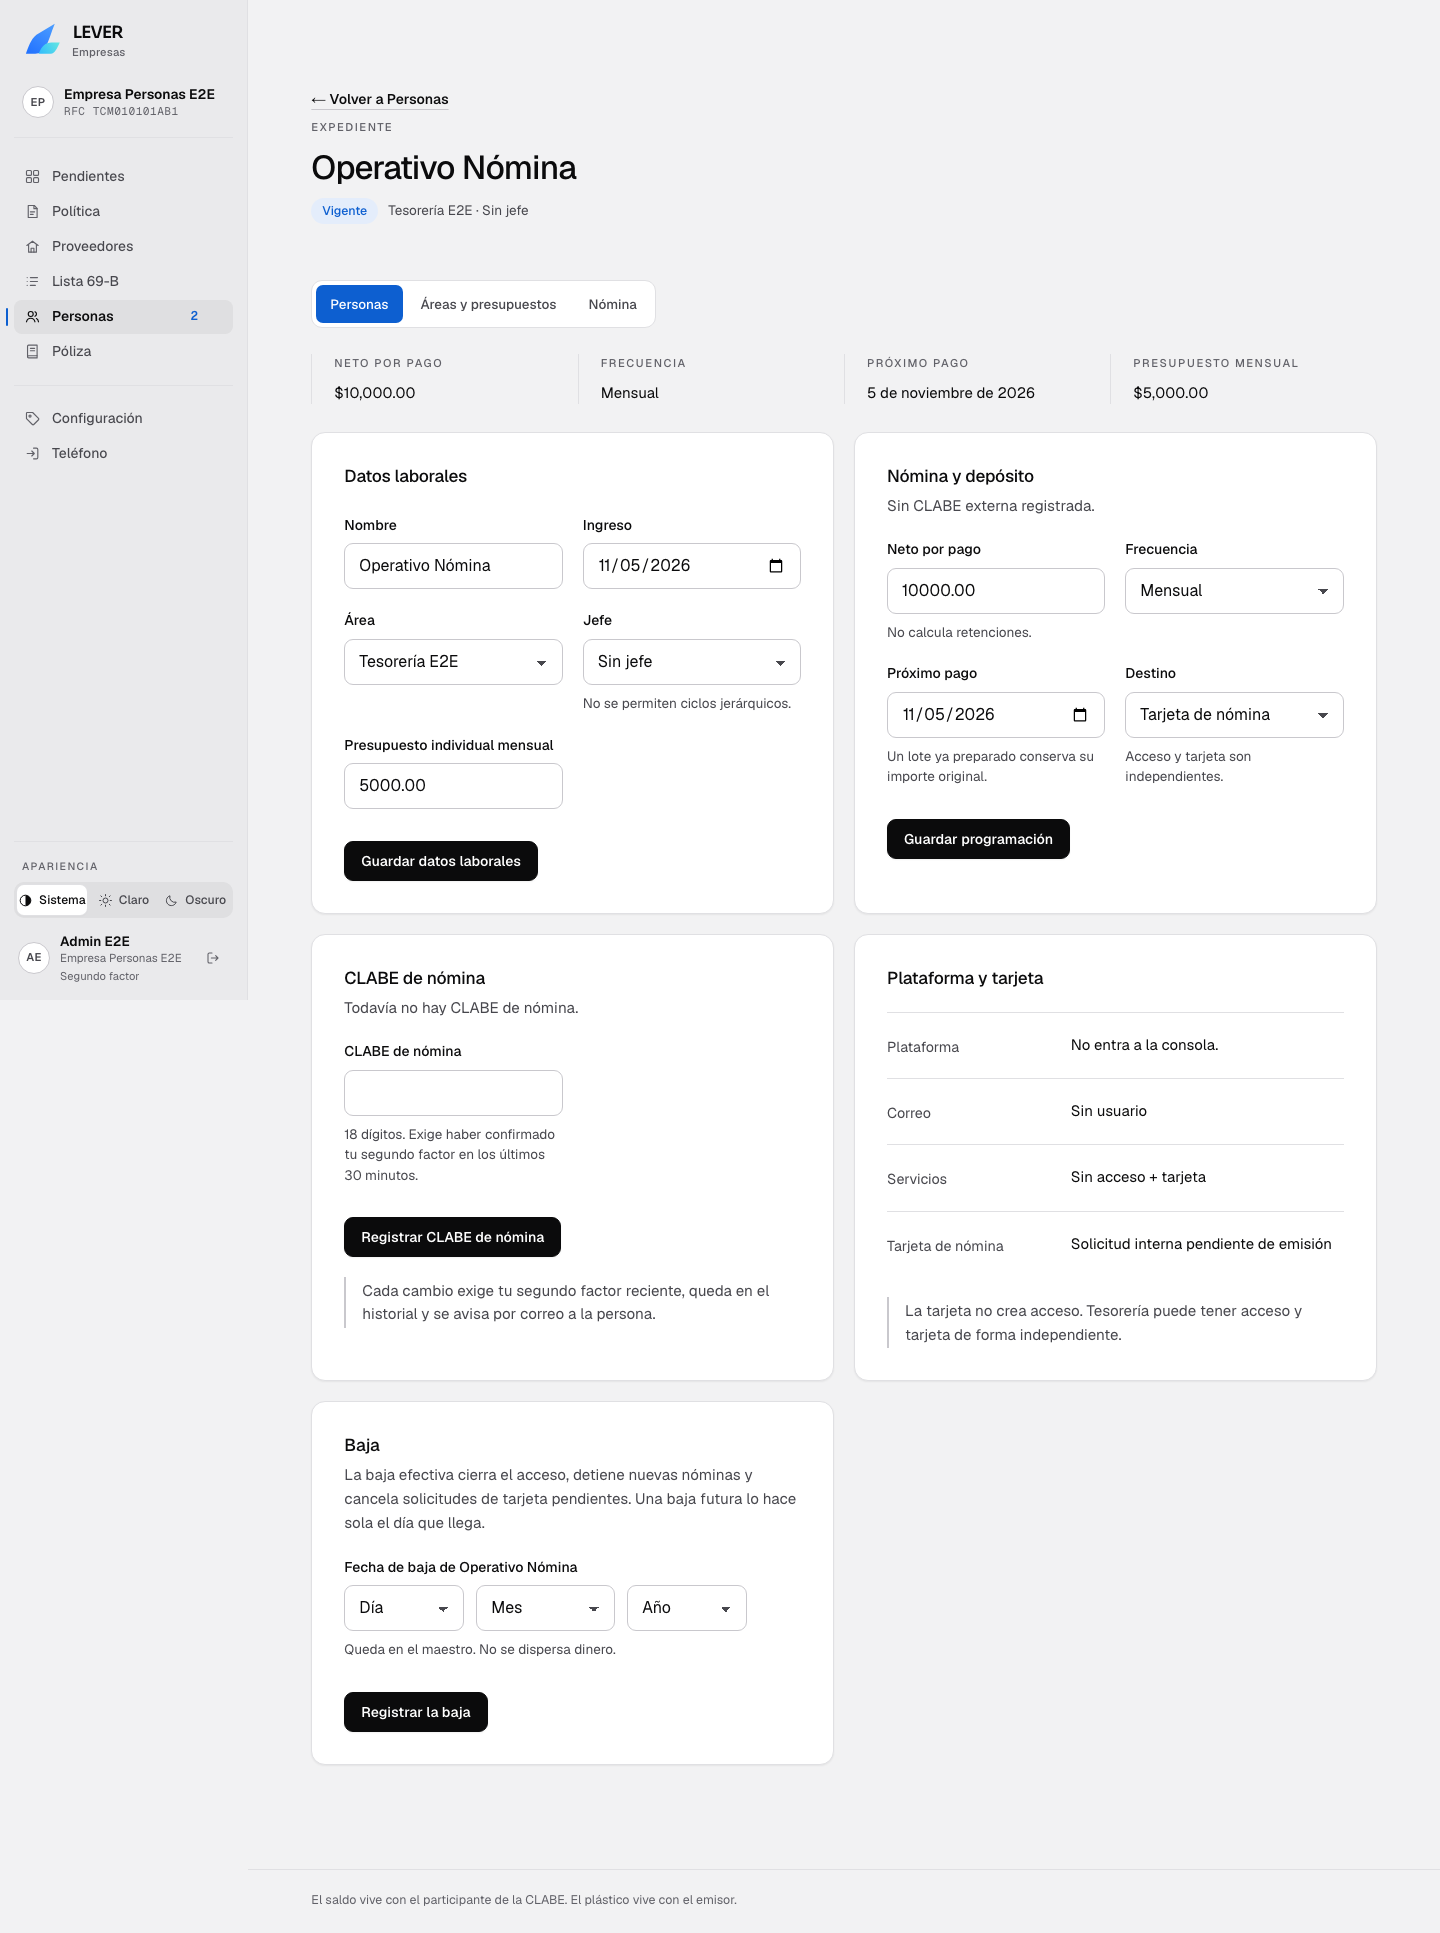 LEVER
Empresas
EP
Empresa Personas E2E
RFC TCM010101AB1
Pendientes
Política
Proveedores
Lista 69-B
Personas 2
Póliza
Configuración
Teléfono
APARIENCIA
Sistema Claro Oscuro
AE
Admin E2E
Empresa Personas E2E
Segundo factor
← Volver a Personas
EXPEDIENTE
Operativo Nómina
Vigente Tesorería E2E · Sin jefe
Personas Áreas y presupuestos Nómina
NETO POR PAGO
$10,000.00
FRECUENCIA
Mensual
PRÓXIMO PAGO
5 de noviembre de 2026
PRESUPUESTO MENSUAL
$5,000.00
Datos laborales
Nombre
Operativo Nómina
Ingreso
11/05/2026
Área
Tesorería E2E
Jefe
Sin jefe
No se permiten ciclos jerárquicos.
Presupuesto individual mensual
5000.00
Guardar datos laborales
Nómina y depósito
Sin CLABE externa registrada.
Neto por pago
10000.00
No calcula retenciones.
Frecuencia
Mensual
Próximo pago
11/05/2026
Un lote ya preparado conserva su
importe original.
Destino
Tarjeta de nómina
Acceso y tarjeta son
independientes.
Guardar programación
CLABE de nómina
Todavía no hay CLABE de nómina.
CLABE de nómina
18 dígitos. Exige haber confirmado
tu segundo factor en los últimos
30 minutos.
Registrar CLABE de nómina
Cada cambio exige tu segundo factor reciente, queda en el
historial y se avisa por correo a la persona.
Plataforma y tarjeta
Plataforma No entra a la consola.
Correo Sin usuario
Servicios Sin acceso + tarjeta
Tarjeta de nómina Solicitud interna pendiente de emisión
La tarjeta no crea acceso. Tesorería puede tener acceso y
tarjeta de forma independiente.
Baja
La baja efectiva cierra el acceso, detiene nuevas nóminas y
cancela solicitudes de tarjeta pendientes. Una baja futura lo hace
sola el día que llega.
Fecha de baja de Operativo Nómina
Día Mes Año
Queda en el maestro. No se dispersa dinero.
Registrar la baja
El saldo vive con el participante de la CLABE. El plástico vive con el emisor.